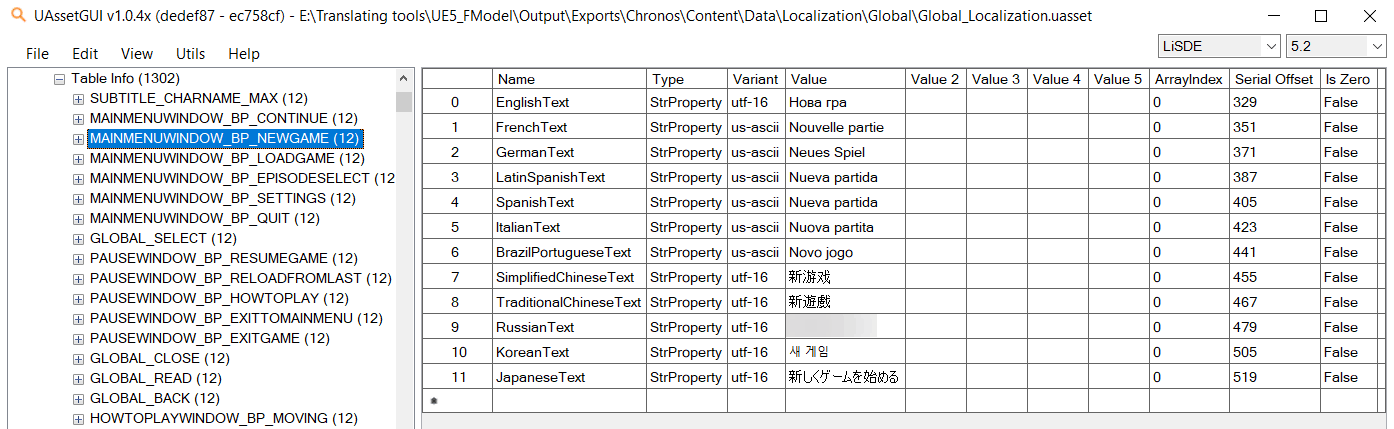 UAssetGUI v1.0.4x (dedef87 - ec758cf) - E:\Translating tools\UE5_FModel\Output\Exports\Chronos\Content\Data\Localization\Global\Global_Localization.uasset
File Edit View Utils Help
LiSDE 5.2
Table Info (1302)
SUBTITLE_CHARNAME_MAX (12)
MAINMENUWINDOW_BP_CONTINUE (12)
MAINMENUWINDOW_BP_NEWGAME (12)
MAINMENUWINDOW_BP_LOADGAME (12)
MAINMENUWINDOW_BP_EPISODESELECT (12
MAINMENUWINDOW_BP_SETTINGS (12)
MAINMENUWINDOW_BP_QUIT (12)
GLOBAL_SELECT (12)
PAUSEWINDOW_BP_RESUMEGAME (12)
PAUSEWINDOW_BP_RELOADFROMLAST (12)
PAUSEWINDOW_BP_HOWTOPLAY (12)
PAUSEWINDOW_BP_EXITTOMAINMENU (12)
PAUSEWINDOW_BP_EXITGAME (12)
GLOBAL_CLOSE (12)
GLOBAL_READ (12)
GLOBAL_BACK (12)
HOWTOPLAYWINDOW_BP_MOVING (12)
Name Type Variant Value Value 2 Value 3 Value 4 Value 5 ArrayIndex Serial Offset Is Zero
0 EnglishText StrProperty utf-16 Нова гра 0 329 False
1 FrenchText StrProperty us-ascii Nouvelle partie 0 351 False
2 GermanText StrProperty us-ascii Neues Spiel 0 371 False
3 LatinSpanishText StrProperty us-ascii Nueva partida 0 387 False
4 SpanishText StrProperty us-ascii Nueva partida 0 405 False
5 ItalianText StrProperty us-ascii Nuova partita 0 423 False
6 BrazilPortugueseText StrProperty us-ascii Novo jogo 0 441 False
7 SimplifiedChineseText StrProperty utf-16 新游戏 0 455 False
8 TraditionalChineseText StrProperty utf-16 新遊戲 0 467 False
9 RussianText StrProperty utf-16 0 479 False
10 KoreanText StrProperty utf-16 새 게임 0 505 False
11 JapaneseText StrProperty utf-16 新しくゲームを始める 0 519 False